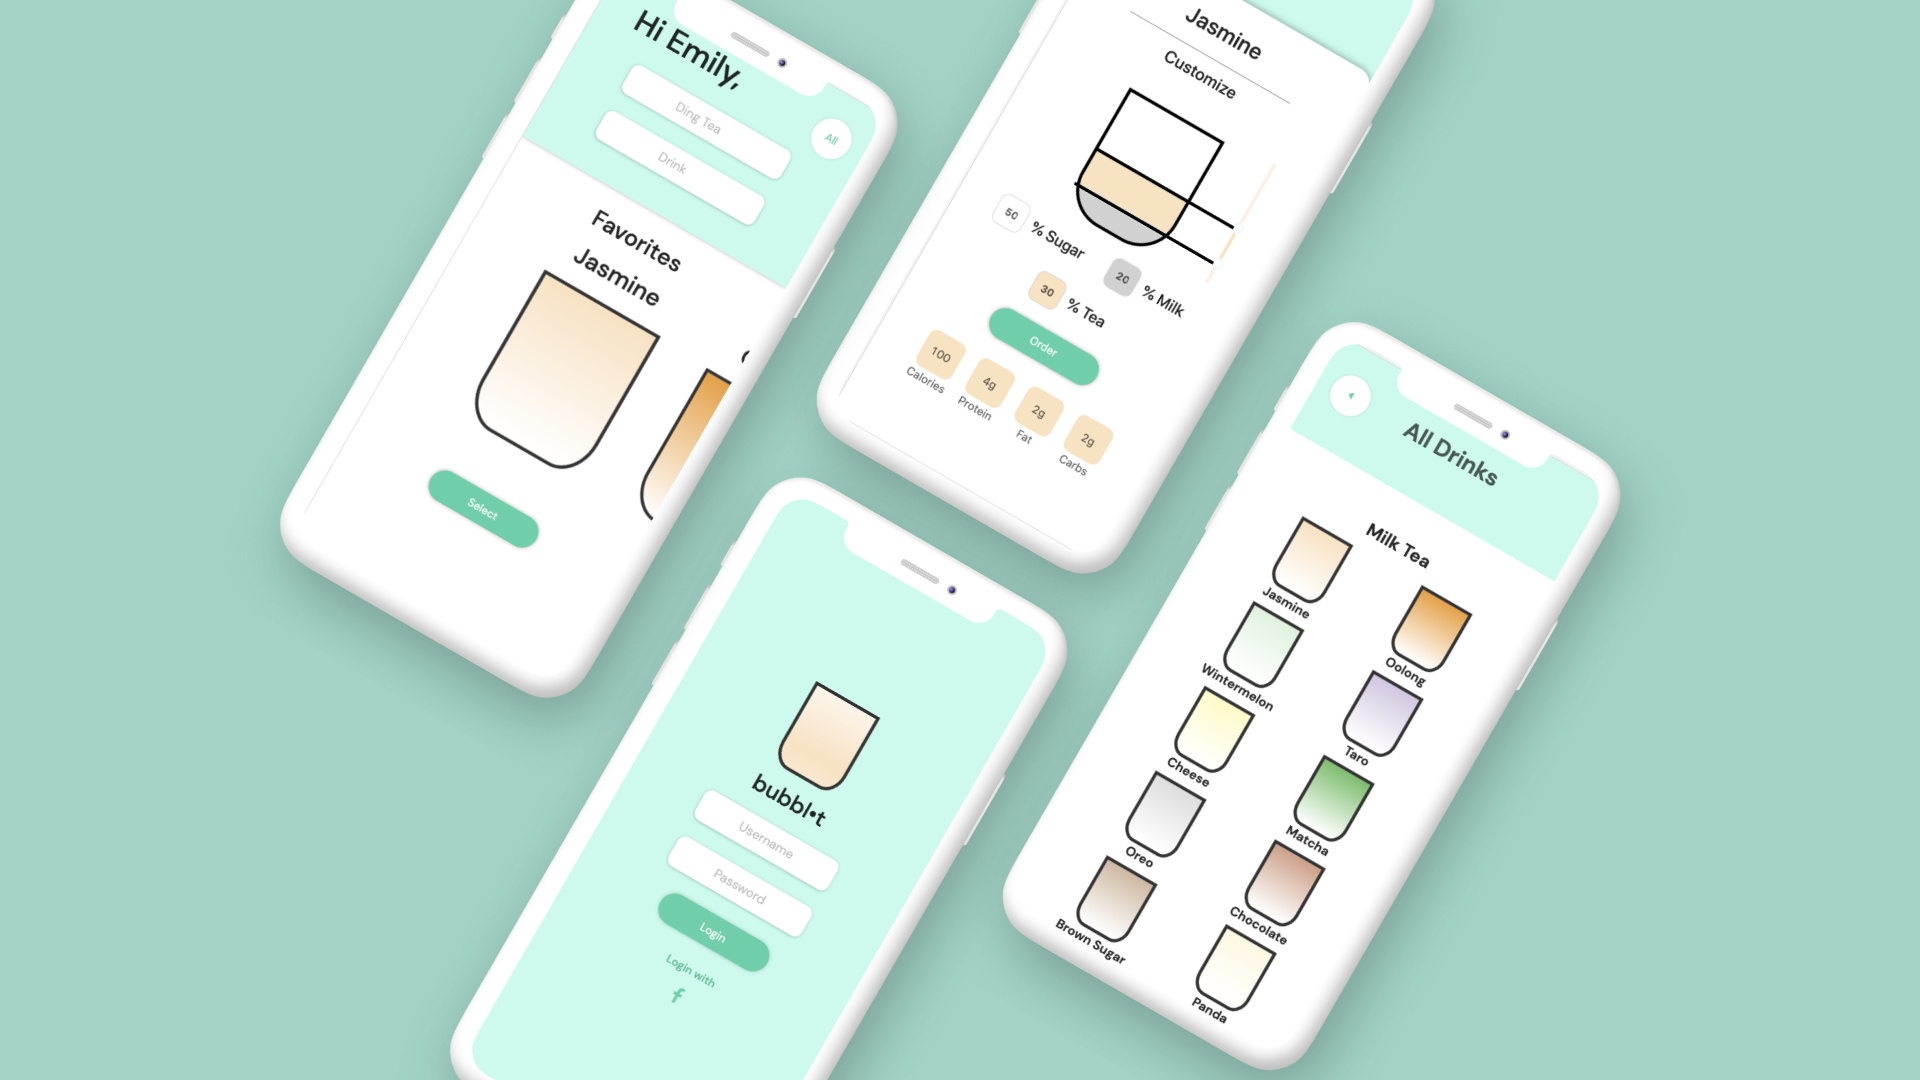 Hi Emily,
Ding Tea
Drink
All
Favorites
Jasmine
Select
Jasmine
Customize
50 % Sugar
20 % Milk
30 % Tea
Order
100
Calories
4g
Protein
2g
Fat
2g
Carbs
bubbl•t
Username
Password
Login
Login with
f
All Drinks
Milk Tea
Jasmine
Oolong
Wintermelon
Taro
Cheese
Matcha
Oreo
Chocolate
Brown Sugar
Panda